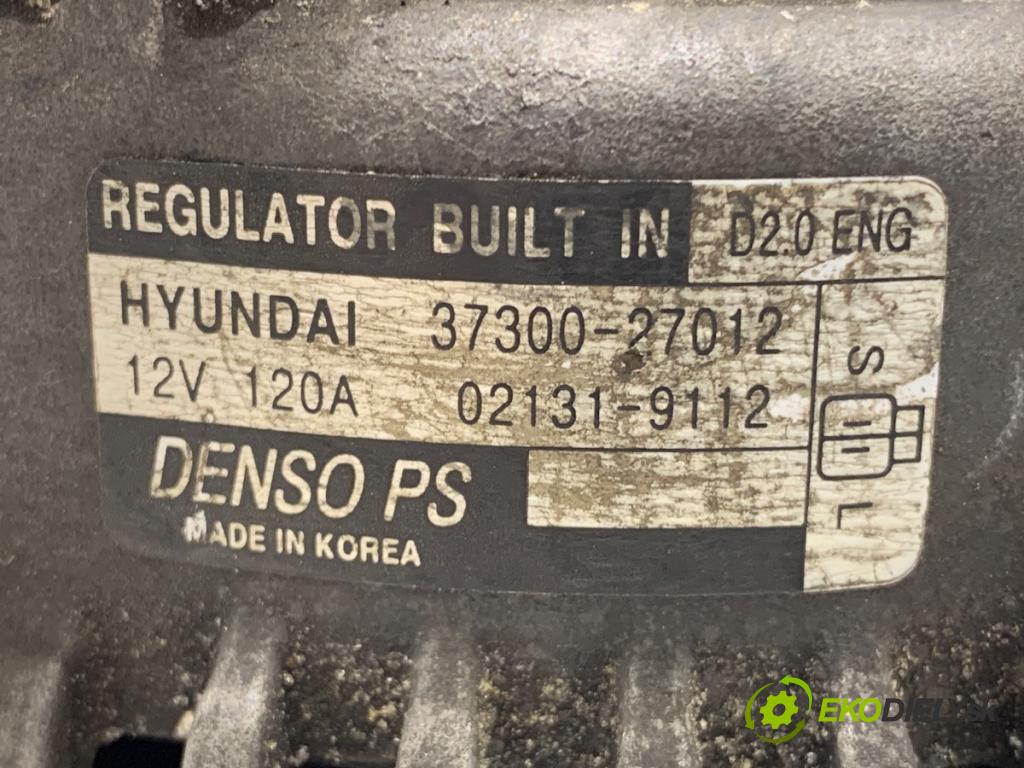 REGULATOR BUILT IN D2.0 ENG
HYUNDAI 37300-27012
12V 120A 02131-9112
S
L
DENSO PS
MADE IN KOREA
EKODIELY.SK